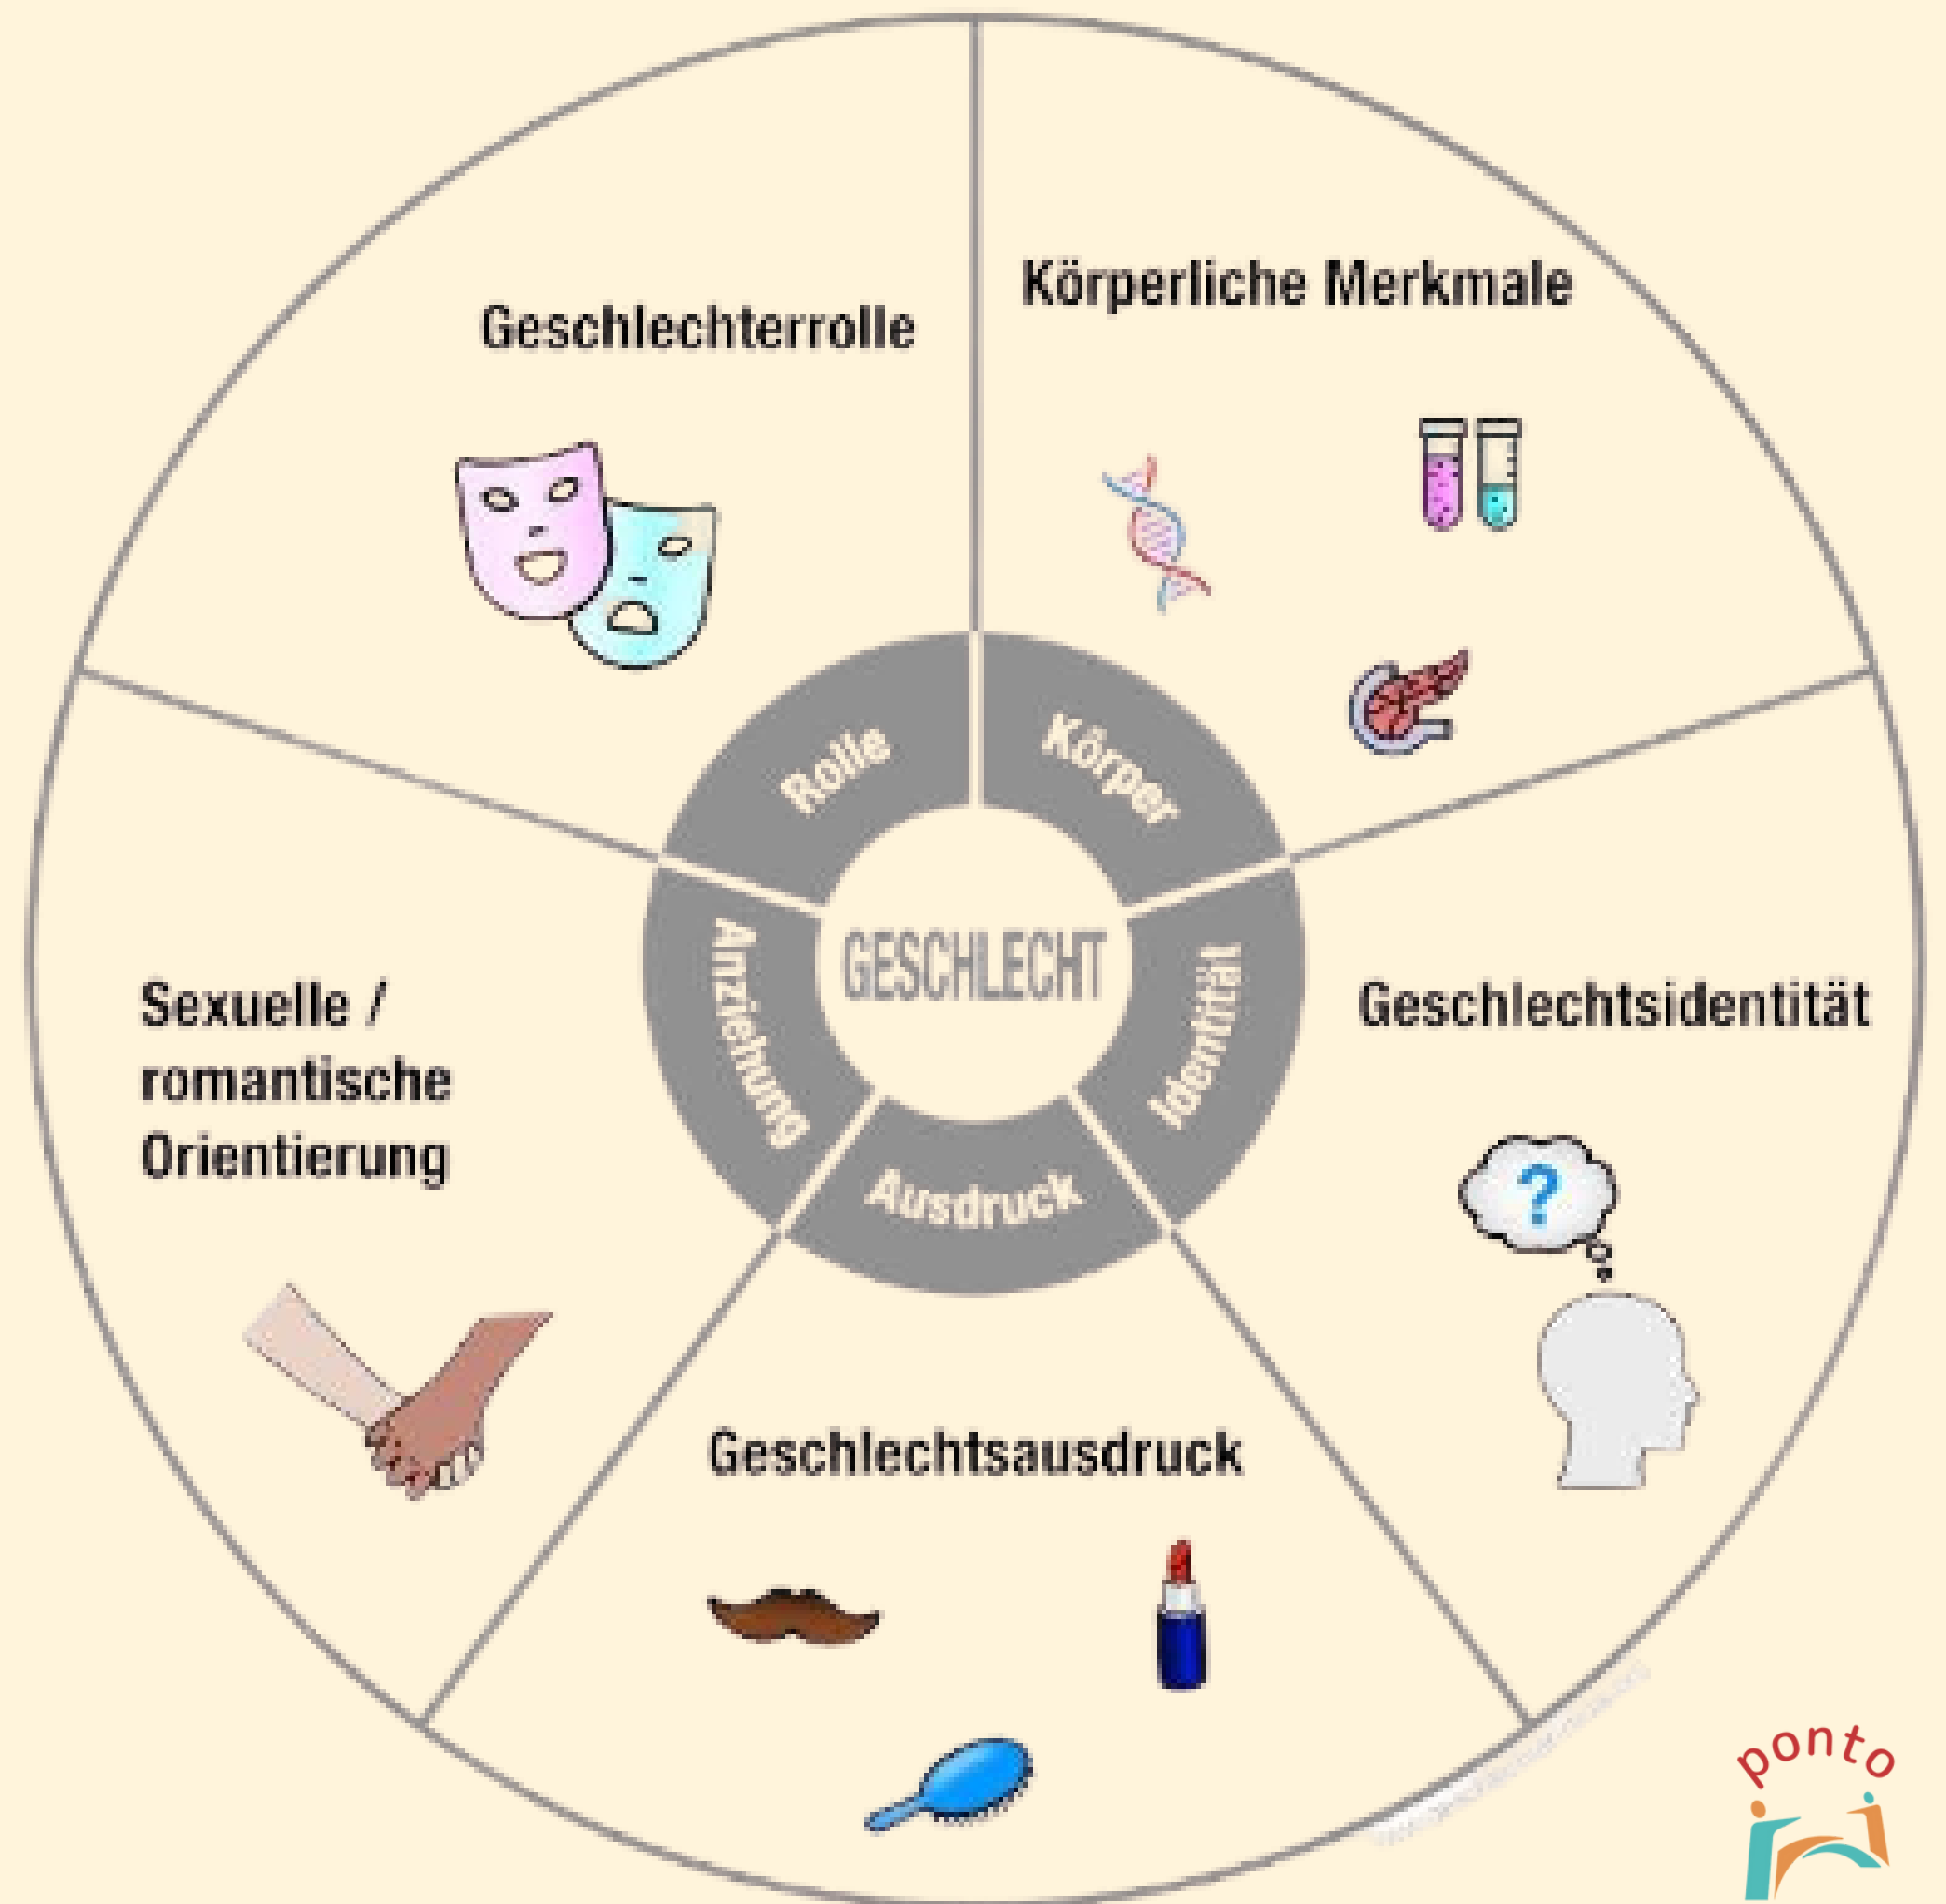 Geschlechterrolle
Körperliche Merkmale
Rolle
Körper
Anziehung
GESCHLECHT
Identität
Ausdruck
Sexuelle /
romantische
Orientierung
Geschlechtsidentität
?
Geschlechtsausdruck
ponto